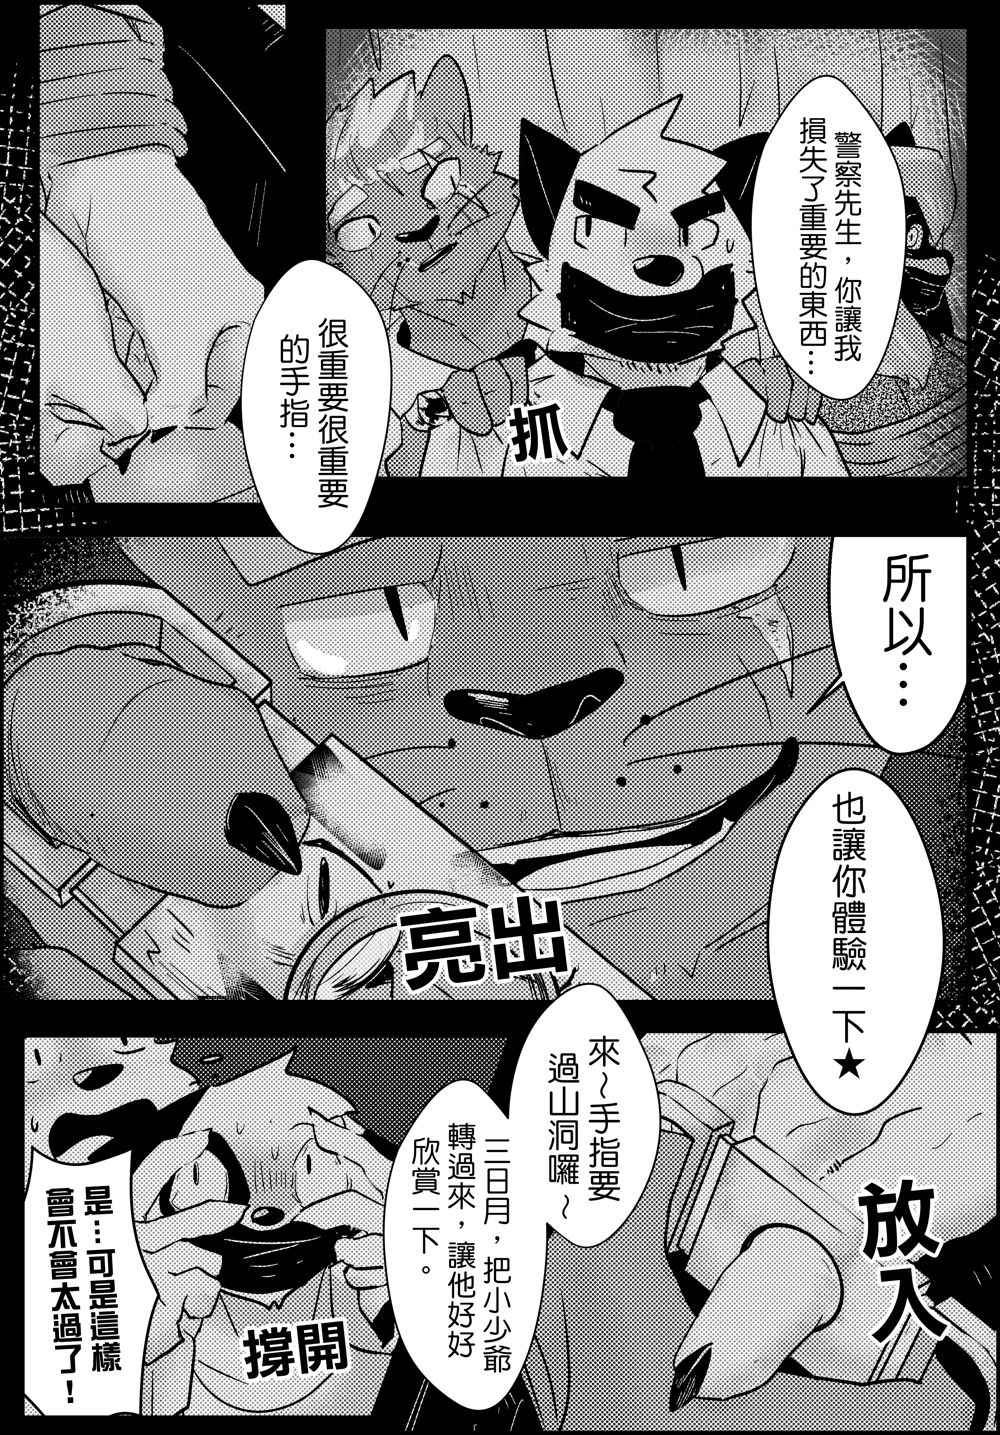 警察先生，你讓我
損失了重要的東西…
抓
很重要很重要
的手指…
所以…
也讓你體驗一下★
亮出
來～手指要
過山洞囉～
放入
三日月，把小少爺
轉過來，讓他好好
欣賞一下。
撐開
是…可是這樣
會不會太過了！